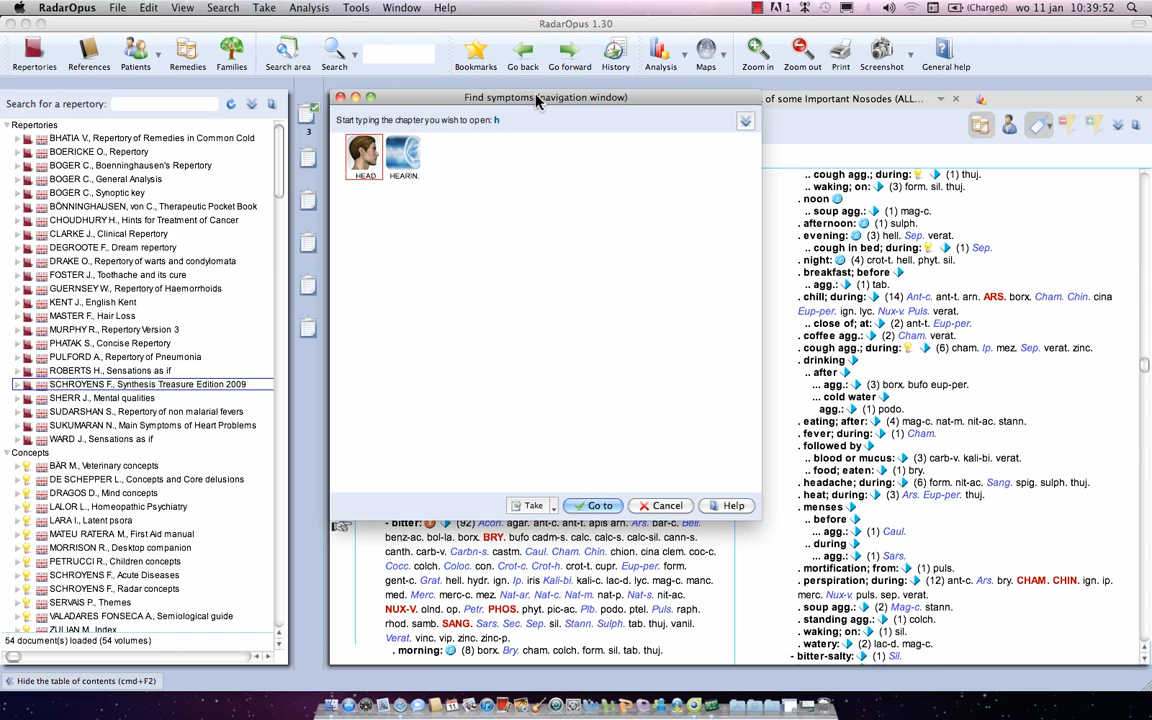 RadarOpus File Edit View Search Take Analysis Tools Window Help 1 (Charged) wo 11 jan 10:39:52
RadarOpus 1.30
Repertories References Patients Remedies Families Search area Search Bookmarks Go back Go forward History Analysis Maps Zoom in Zoom out Print Screenshot General help
Search for a repertory:
Repertories
BHATIA V., Repertory of Remedies in Common Cold
BOERICKE O., Repertory
BOGER C., Boenninghausen's Repertory
BOGER C., General Analysis
BOGER C., Synoptic key
BÖNNINGHAUSEN, von C., Therapeutic Pocket Book
CHOUDHURY H., Hints for Treatment of Cancer
CLARKE J., Clinical Repertory
DEGROOTE F., Dream repertory
DRAKE O., Repertory of warts and condylomata
FOSTER J., Toothache and its cure
GUERNSEY W., Repertory of Haemorrhoids
KENT J., English Kent
MASTER F., Hair Loss
MURPHY R., Repertory Version 3
PHATAK S., Concise Repertory
PULFORD A., Repertory of Pneumonia
ROBERTS H., Sensations as if
SCHROYENS F., Synthesis Treasure Edition 2009
SHERR J., Mental qualities
SUDARSHAN S., Repertory of non malarial fevers
SUKUMARAN N., Main Symptoms of Heart Problems
WARD J., Sensations as if
Concepts
BÄR M., Veterinary concepts
DE SCHEPPER L., Concepts and Core delusions
DRAGOS D., Mind concepts
LALOR L., Homeopathic Psychiatry
LARA I., Latent psora
MATEU RATERA M., First Aid manual
MORRISON R., Desktop companion
PETRUCCI R., Children concepts
SCHROYENS F., Acute Diseases
SCHROYENS F., Radar concepts
SERVAIS P., Themes
VALADARES FONSECA A., Semiological guide
ZULIAN M., Index
54 document(s) loaded (54 volumes)
Hide the table of contents (cmd+F2)
3
Find symptoms (navigation window)
Start typing the chapter you wish to open: h
HEAD HEARIN.
Take Go to Cancel Help
- bitter: (92) Acon. agar. ant-c. ant-t. apis arn. Ars. bar-c. Bell.
benz-ac. bol-la. borx. BRY. bufo cadm-s. calc. calc-s. calc-sil. cann-s.
canth. carb-v. Carbn-s. castm. Caul. Cham. Chin. chion. cina clem. coc-c.
Cocc. colch. Coloc. con. Croc. Crot-h. crot-t. cupr. Eup-per. form.
gent-c. Grat. hell. hydr. ign. Ip. iris Kali-bi. kali-c. lac-d. lyc. mag-c. manc.
med. Merc. merc-c. mez. Nat-ar. Nat-c. Nat-m. nat-p. Nat-s. nit-ac.
NUX-V. olnd. op. Petr. PHOS. phyt. pic-ac. Plb. podo. ptel. Puls. raph.
rhod. samb. SANG. Sars. Sec. Sep. sil. Stann. Sulph. tab. thuj. vanil.
Verat. vinc. vip. zinc. zinc-p.
. morning: (8) borx. Bry. cham. colch. form. sil. tab. thuj.
of some Important Nosodes (ALL...
.. cough agg.; during: (1) thuj.
.. waking; on: (3) form. sil. thuj.
. noon
.. soup agg.: (1) mag-c.
. afternoon: (1) sulph.
. evening: (3) hell. Sep. verat.
.. cough in bed; during: (1) Sep.
. night: (4) crot-t. hell. phyt. sil.
. breakfast; before
.. agg.: (1) tab.
. chill; during: (14) Ant-c. ant-t. arn. ARS. borx. Cham. Chin. cina
Eup-per. ign. lyc. Nux-v. Puls. verat.
.. close of; at: (2) ant-t. Eup-per.
. coffee agg.: (2) Cham. verat.
. cough agg.; during: (6) cham. Ip. mez. Sep. verat. zinc.
. drinking
.. after
... agg.: (3) borx. bufo eup-per.
... cold water
agg.: (1) podo.
. eating; after: (4) mag-c. nat-m. nit-ac. stann.
. fever; during: (1) Cham.
. followed by
.. blood or mucus: (3) carb-v. kali-bi. verat.
.. food; eaten: (1) bry.
. headache; during: (6) form. nit-ac. Sang. spig. sulph. thuj.
. heat; during: (3) Ars. Eup-per. thuj.
. menses
.. before
... agg.: (1) Caul.
.. during
... agg.: (1) Sars.
. mortification; from: (1) puls.
. perspiration; during: (12) ant-c. Ars. bry. CHAM. CHIN. ign. ip.
merc. Nux-v. puls. sep. verat.
. soup agg.: (2) Mag-c. stann.
. standing agg.: (1) colch.
. waking; on: (1) sil.
. watery: (2) lac-d. mag-c.
- bitter-salty: (1) Sil.